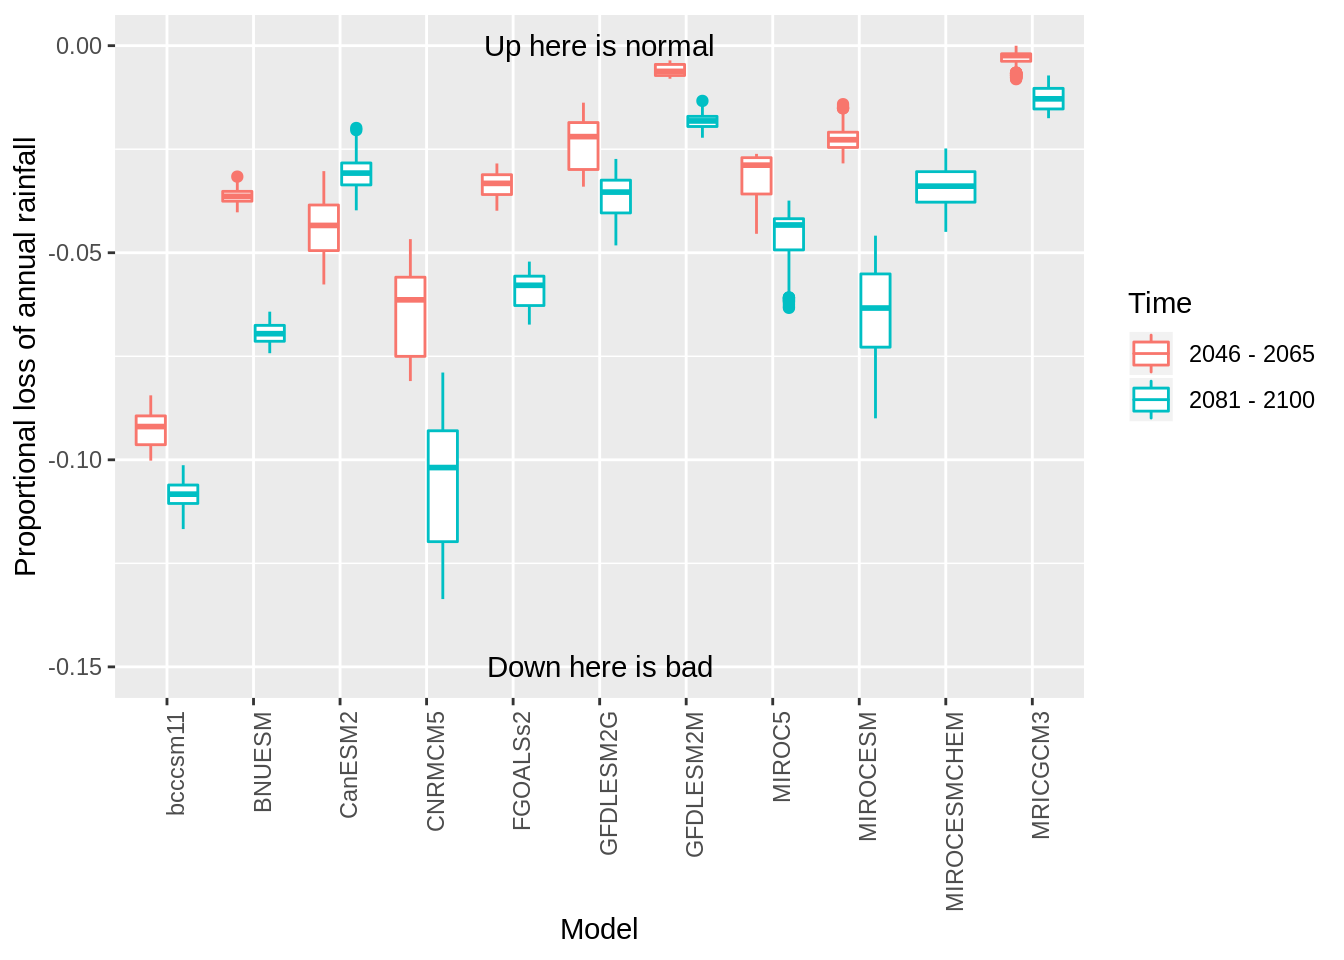 Up here is normal
0.00
-0.05
-0.10
-0.15
Proportional loss of annual rainfall
Down here is bad
bcccsm11
BNUESM
CanESM2
CNRMCM5
FGOALSs2
GFDLESM2G
GFDLESM2M
MIROC5
MIROCESM
MIROCESMCHEM
MRICGCM3
Model
Time
2046 - 2065
2081 - 2100